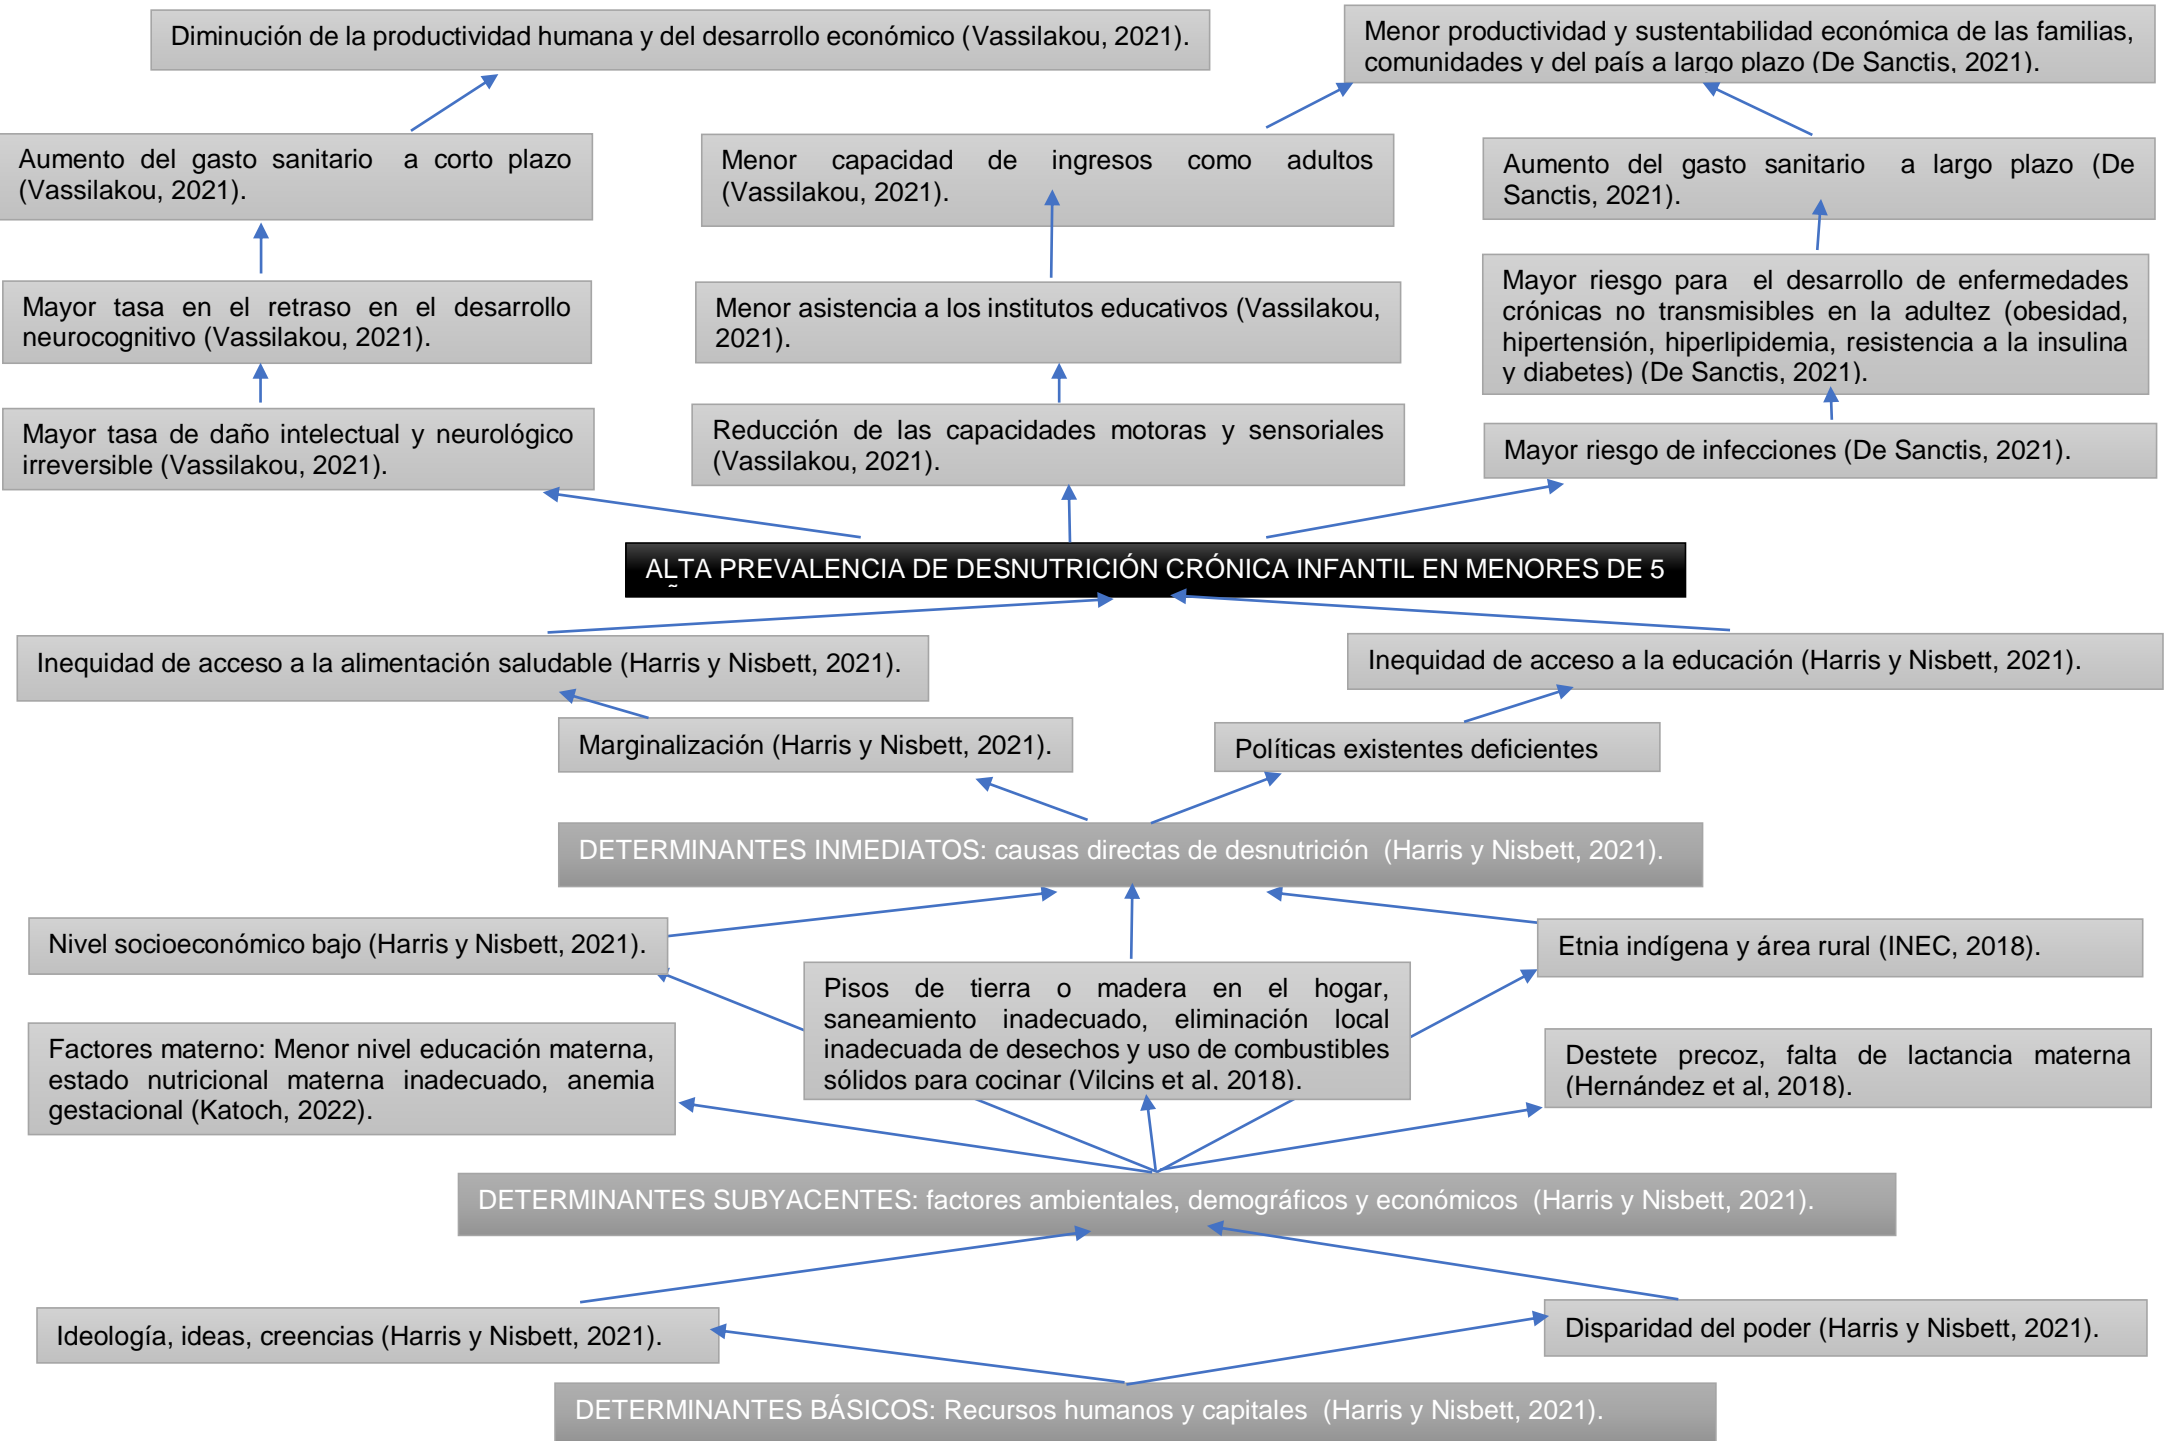 Diminución de la productividad humana y del desarrollo económico (Vassilakou, 2021).
Menor productividad y sustentabilidad económica de las familias,
comunidades y del país a largo plazo (De Sanctis, 2021).
Aumento del gasto sanitario a corto plazo
(Vassilakou, 2021).
Menor capacidad de ingresos como adultos
(Vassilakou, 2021).
Aumento del gasto sanitario a largo plazo (De
Sanctis, 2021).
Mayor tasa en el retraso en el desarrollo
neurocognitivo (Vassilakou, 2021).
Menor asistencia a los institutos educativos (Vassilakou,
2021).
Mayor riesgo para el desarrollo de enfermedades
crónicas no transmisibles en la adultez (obesidad,
hipertensión, hiperlipidemia, resistencia a la insulina
y diabetes) (De Sanctis, 2021).
Mayor tasa de daño intelectual y neurológico
irreversible (Vassilakou, 2021).
Reducción de las capacidades motoras y sensoriales
(Vassilakou, 2021).
Mayor riesgo de infecciones (De Sanctis, 2021).
ALTA PREVALENCIA DE DESNUTRICIÓN CRÓNICA INFANTIL EN MENORES DE 5
Inequidad de acceso a la alimentación saludable (Harris y Nisbett, 2021).
Inequidad de acceso a la educación (Harris y Nisbett, 2021).
Marginalización (Harris y Nisbett, 2021).
Políticas existentes deficientes
DETERMINANTES INMEDIATOS: causas directas de desnutrición (Harris y Nisbett, 2021).
Nivel socioeconómico bajo (Harris y Nisbett, 2021).
Etnia indígena y área rural (INEC, 2018).
Pisos de tierra o madera en el hogar,
saneamiento inadecuado, eliminación local
inadecuada de desechos y uso de combustibles
sólidos para cocinar (Vilcins et al, 2018).
Factores materno: Menor nivel educación materna,
estado nutricional materna inadecuado, anemia
gestacional (Katoch, 2022).
Destete precoz, falta de lactancia materna
(Hernández et al, 2018).
DETERMINANTES SUBYACENTES: factores ambientales, demográficos y económicos (Harris y Nisbett, 2021).
Ideología, ideas, creencias (Harris y Nisbett, 2021).
Disparidad del poder (Harris y Nisbett, 2021).
DETERMINANTES BÁSICOS: Recursos humanos y capitales (Harris y Nisbett, 2021).